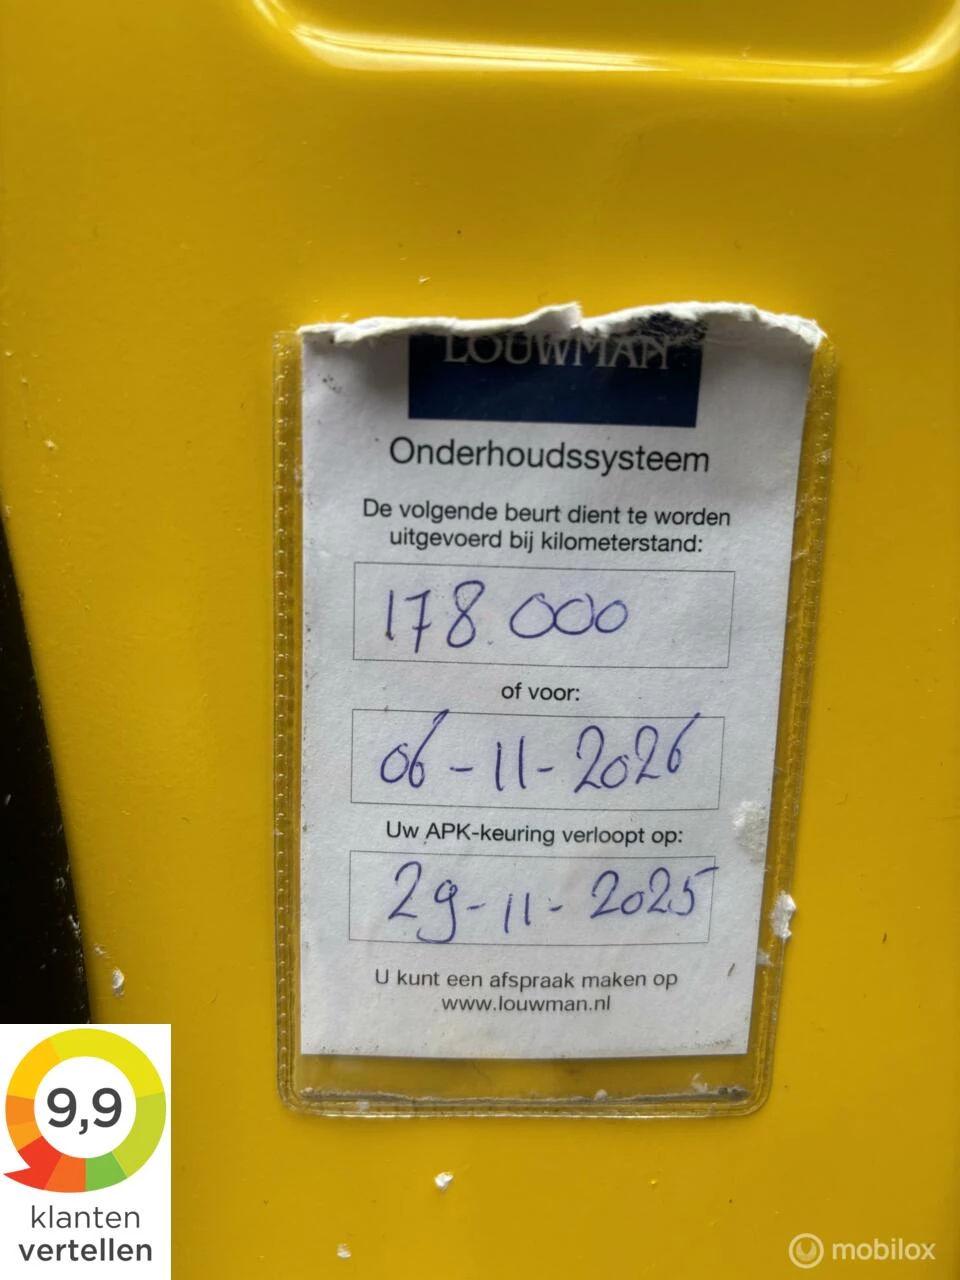 LOUWMAN
Onderhoudssysteem
De volgende beurt dient te worden
uitgevoerd bij kilometerstand:
178.000
of voor:
06-11-2026
Uw APK-keuring verloopt op:
29-11-2025
U kunt een afspraak maken op
www.louwman.nl
9,9
klanten
vertellen
mobilox